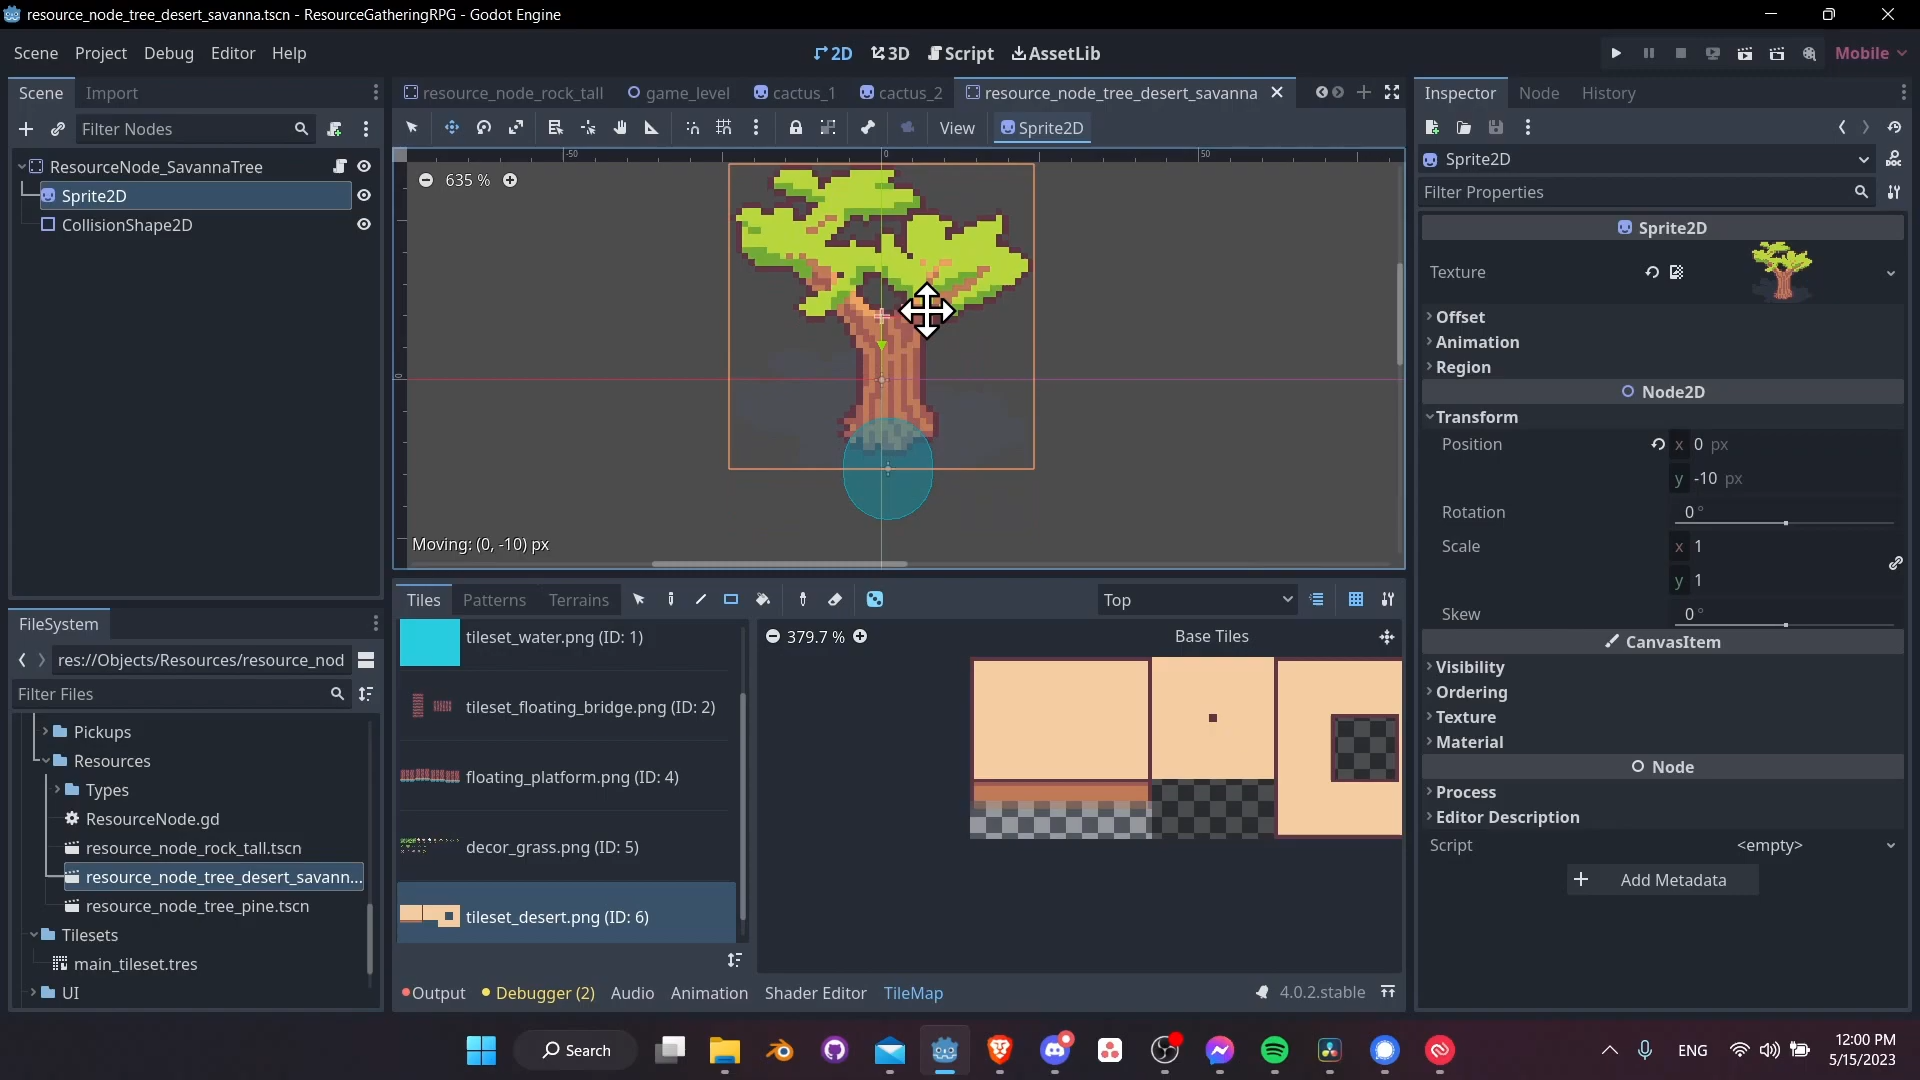 resource_node_tree_desert_savanna.tscn - ResourceGatheringRPG - Godot Engine
Scene Project Debug Editor Help
2D 3D Script AssetLib
Mobile
Scene Import
resource_node_rock_tall game_level cactus_1 cactus_2 resource_node_tree_desert_savanna
Inspector Node History
Filter Nodes
View Sprite2D
ResourceNode_SavannaTree
Sprite2D
CollisionShape2D
-50 0 50
635 %
0
Moving: (0, -10) px
Sprite2D
Filter Properties
Sprite2D
Texture
Offset
Animation
Region
Node2D
Transform
Position x 0 px
y -10 px
Rotation 0 °
Scale x 1
y 1
Skew 0 °
CanvasItem
Visibility
Ordering
Texture
Material
Node
Process
Editor Description
Script <empty>
Add Metadata
FileSystem
res://Objects/Resources/resource_nod
Filter Files
Pickups
Resources
Types
ResourceNode.gd
resource_node_rock_tall.tscn
resource_node_tree_desert_savann...
resource_node_tree_pine.tscn
Tilesets
main_tileset.tres
UI
Tiles Patterns Terrains
Top
tileset_water.png (ID: 1)
tileset_floating_bridge.png (ID: 2)
floating_platform.png (ID: 4)
decor_grass.png (ID: 5)
tileset_desert.png (ID: 6)
379.7 %
Base Tiles
Output Debugger (2) Audio Animation Shader Editor TileMap
4.0.2.stable
Search
ENG
12:00 PM
5/15/2023